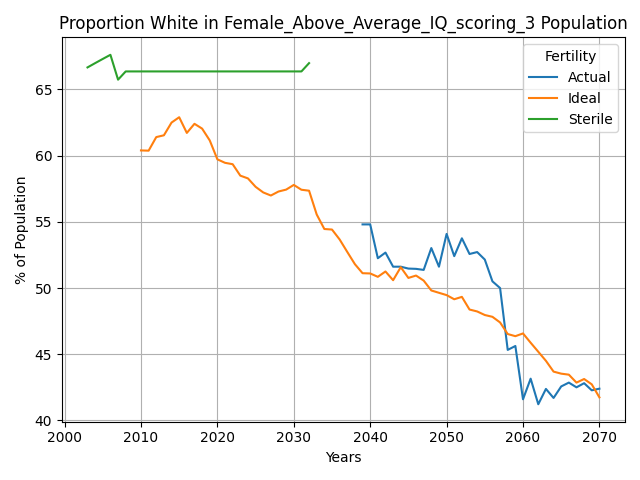 Proportion White in Female_Above_Average_IQ_scoring_3 Population
Fertility
Actual
Ideal
Sterile
% of Population
65
60
55
50
45
40
2000
2010
2020
2030
2040
2050
2060
2070
Years